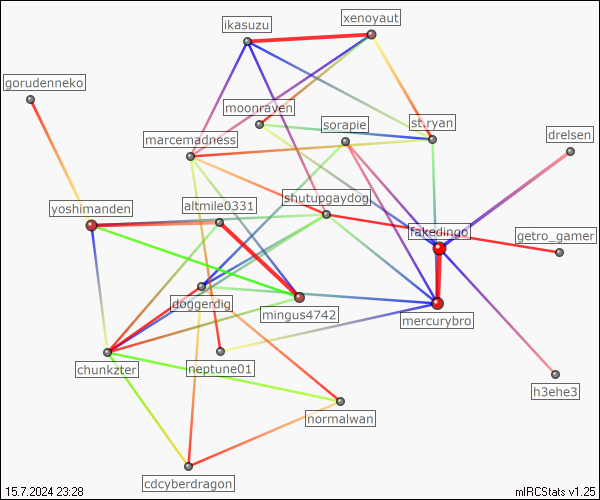 ikasuzu
xenoyaut
gorudenneko
moonraven
sorapie
st.ryan
drelsen
marcemadness
shutupgaydog
yoshimanden
altmile0331
fakedingo
getro_gamer
doggerdig
mingus4742
mercurybro
chunkzter
neptune01
h3ehe3
normalwan
cdcyberdragon
15.7.2024 23:28
mIRCStats v1.25